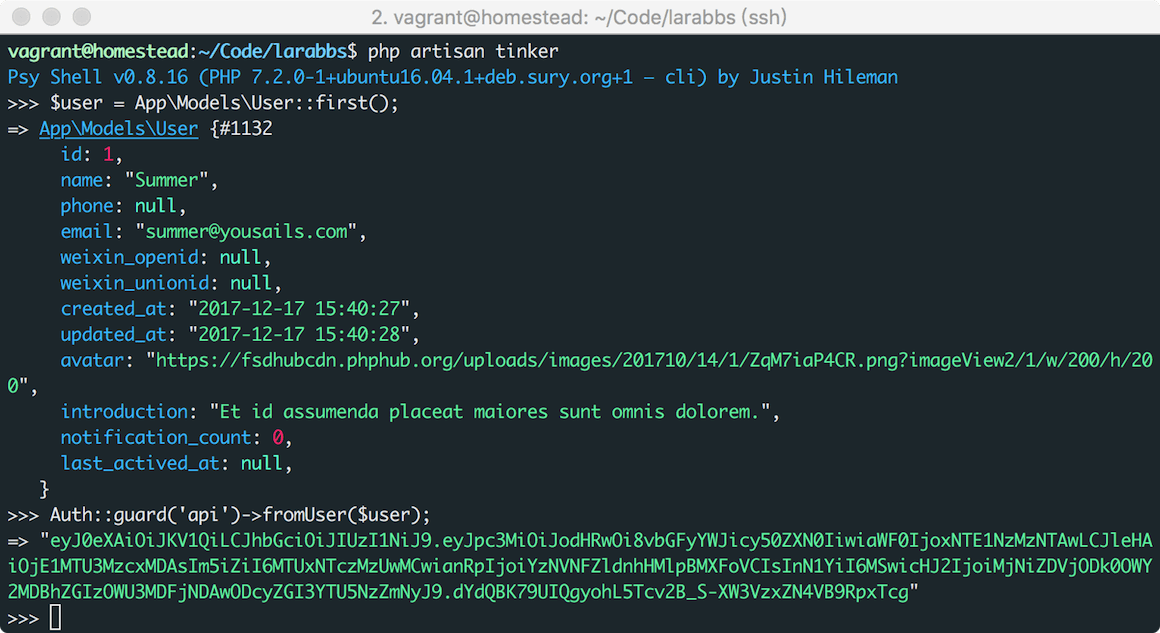 2. vagrant@homestead: ~/Code/larabbs (ssh)
vagrant@homestead:~/Code/larabbs$ php artisan tinker
Psy Shell v0.8.16 (PHP 7.2.0-1+ubuntu16.04.1+deb.sury.org+1 — cli) by Justin Hileman
>>> $user = App\Models\User::first();
=> App\Models\User {#1132
id: 1,
name: "Summer",
phone: null,
email: "summer@yousails.com",
weixin_openid: null,
weixin_unionid: null,
created_at: "2017-12-17 15:40:27",
updated_at: "2017-12-17 15:40:28",
avatar: "https://fsdhubcdn.phphub.org/uploads/images/201710/14/1/ZqM7iaP4CR.png?imageView2/1/w/200/h/20
0",
introduction: "Et id assumenda placeat maiores sunt omnis dolorem.",
notification_count: 0,
last_actived_at: null,
}
>>> Auth::guard('api')->fromUser($user);
=> "eyJ0eXAiOiJKV1QiLCJhbGciOiJIUzI1NiJ9.eyJpc3MiOiJodHRwOi8vbGFyYWJicy50ZXN0IiwiaWF0IjoxNTE1NzMzNTAwLCJleHA
iOjE1MTU3MzcxMDAsIm5iZiI6MTUxNTczMzUwMCwianRpIjoiYzNVNFZldnhHMlpBMXFoVCIsInN1YiI6MSwicHJ2IjoiMjNiZDVjODk0OWY
2MDBhZGIzOWU3MDFjNDAwODcyZGI3YTU5NzZmNyJ9.dYdQBK79UIQgyohL5Tcv2B_S-XW3VzxZN4VB9RpxTcg"
>>>